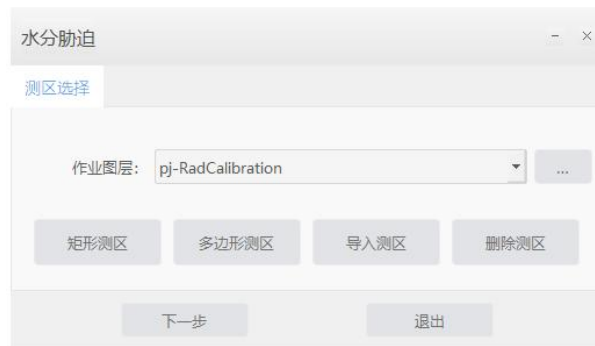 水分胁迫
测区选择
作业图层: pj-RadCalibration ...
矩形测区 多边形测区 导入测区 删除测区
下一步 退出